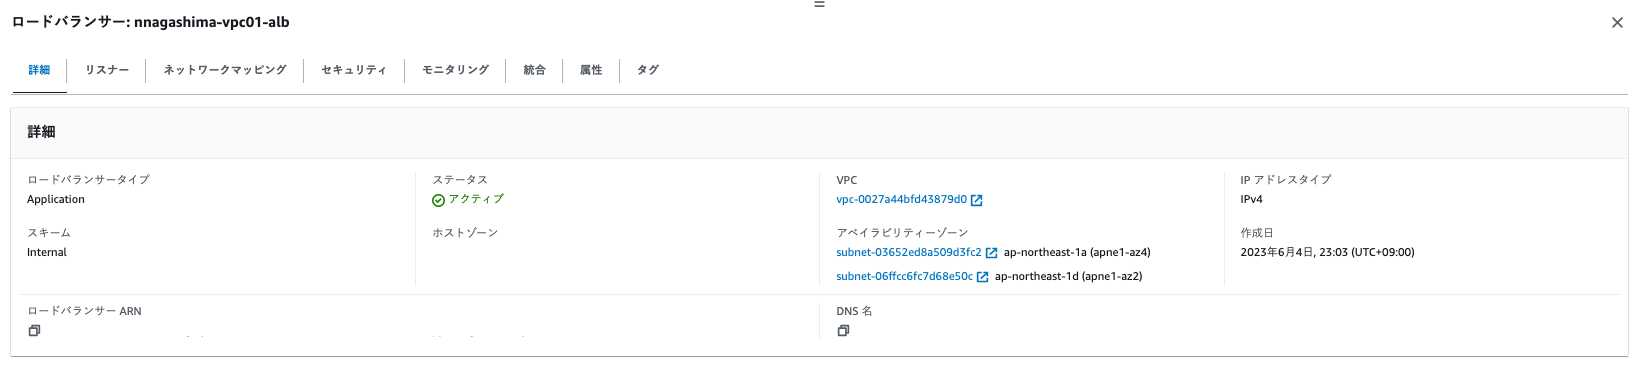 ロードバランサー: nnagashima-vpc01-alb
詳細 リスナー ネットワークマッピング セキュリティ モニタリング 統合 属性 タグ
詳細
ロードバランサータイプ
Application
スキーム
Internal
ステータス
アクティブ
ホストゾーン
VPC
vpc-0027a44bfd43879d0
アベイラビリティーゾーン
subnet-03652ed8a509d3fc2 ap-northeast-1a (apne1-az4)
subnet-06ffcc6fc7d68e50c ap-northeast-1d (apne1-az2)
IP アドレスタイプ
IPv4
作成日
2023年6月4日, 23:03 (UTC+09:00)
ロードバランサー ARN
DNS 名